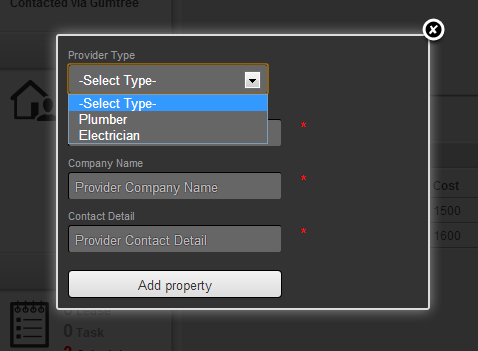 Contacted via Gumtree
Provider Type
-Select Type-
-Select Type-
Plumber
Electrician
*
Company Name
Provider Company Name
*
Contact Detail
Provider Contact Detail
*
Add property
Cost
1500
1600
0 Task